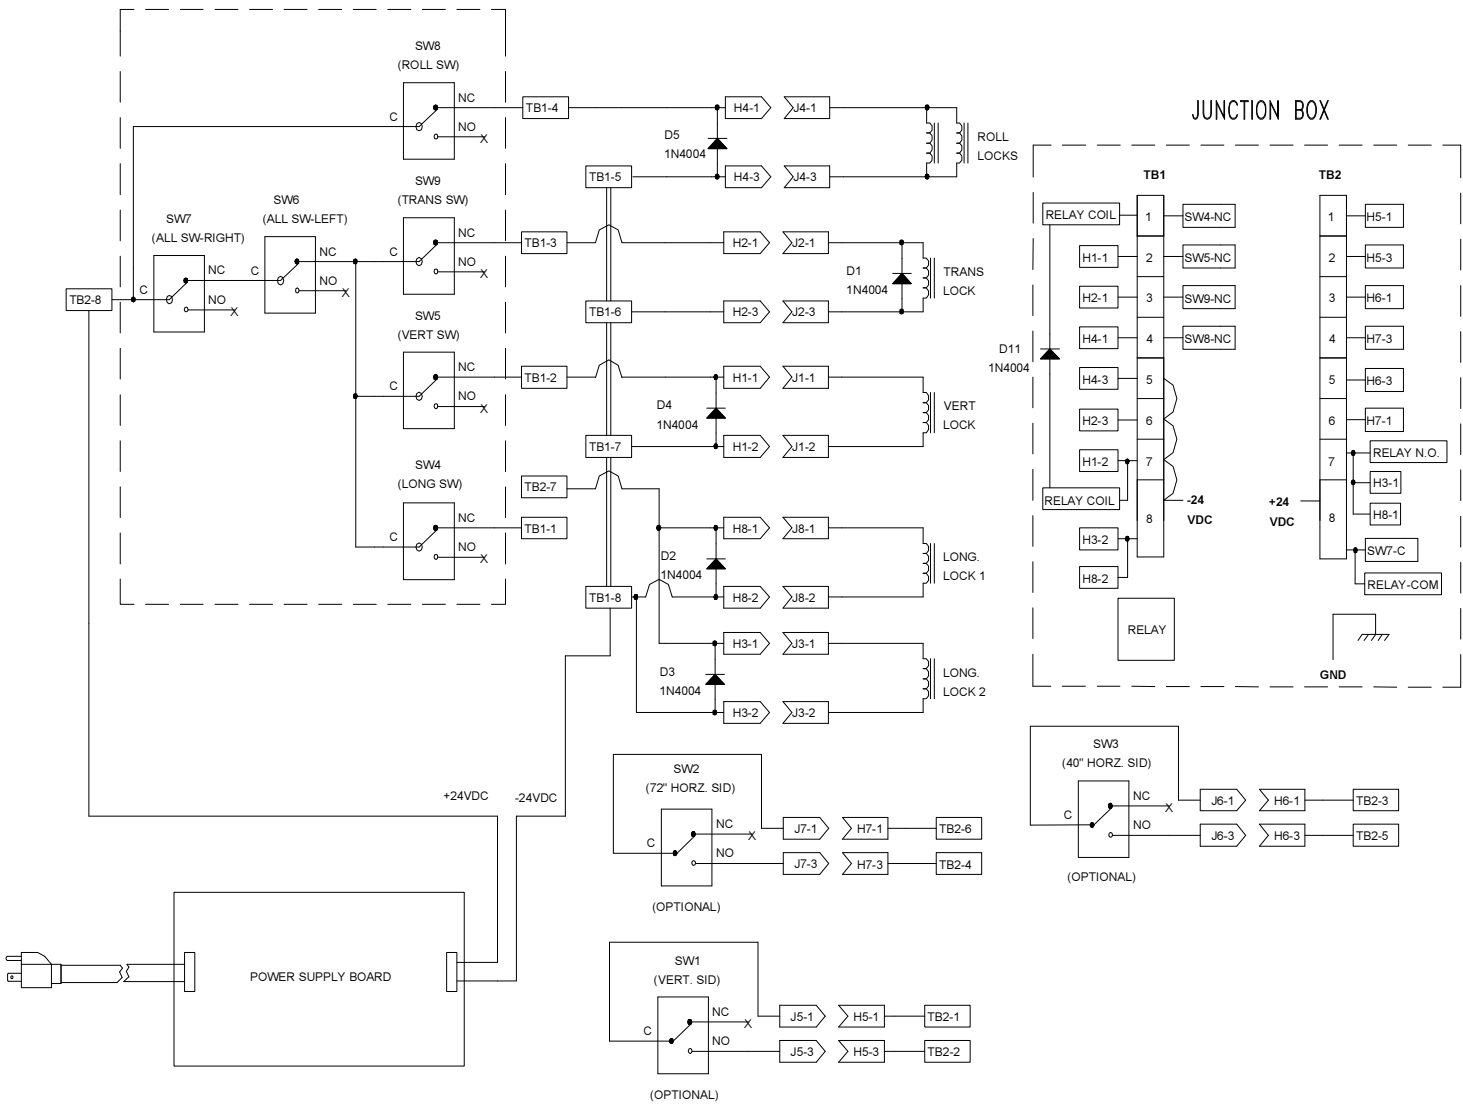 SW8
(ROLL SW)
NC
C
NO
X
TB1-4
H4-1
J4-1
D5
1N4004
ROLL
LOCKS
TB1-5
H4-3
J4-3
SW9
(TRANS SW)
NC
C
NO
X
TB1-3
H2-1
J2-1
D1
1N4004
TRANS
LOCK
TB1-6
H2-3
J2-3
SW7
(ALL SW-RIGHT)
TB2-8
C
NC
NO
X
SW6
(ALL SW-LEFT)
C
NC
NO
X
SW5
(VERT SW)
NC
C
NO
X
TB1-2
H1-1
J1-1
D4
1N4004
VERT
LOCK
TB1-7
H1-2
J1-2
SW4
(LONG SW)
NC
C
NO
X
TB2-7
TB1-1
H8-1
J8-1
D2
1N4004
LONG.
LOCK 1
TB1-8
H8-2
J8-2
H3-1
J3-1
D3
1N4004
LONG.
LOCK 2
H3-2
J3-2
+24VDC
-24VDC
POWER SUPPLY BOARD
JUNCTION BOX
TB1
TB2
RELAY COIL
1
SW4-NC
H1-1
2
SW5-NC
H2-1
3
SW9-NC
H4-1
4
SW8-NC
D11
1N4004
H4-3
5
H2-3
6
H1-2
7
RELAY COIL
8
-24
VDC
H3-2
H8-2
RELAY
1
H5-1
2
H5-3
3
H6-1
4
H7-3
5
H6-3
6
H7-1
7
RELAY N.O.
H3-1
H8-1
+24
VDC
8
SW7-C
RELAY-COM
GND
SW2
(72" HORZ. SID)
NC
X
C
NO
J7-1
H7-1
TB2-6
J7-3
H7-3
TB2-4
(OPTIONAL)
SW3
(40" HORZ. SID)
NC
X
C
NO
J6-1
H6-1
TB2-3
J6-3
H6-3
TB2-5
(OPTIONAL)
SW1
(VERT. SID)
NC
X
C
NO
J5-1
H5-1
TB2-1
J5-3
H5-3
TB2-2
(OPTIONAL)